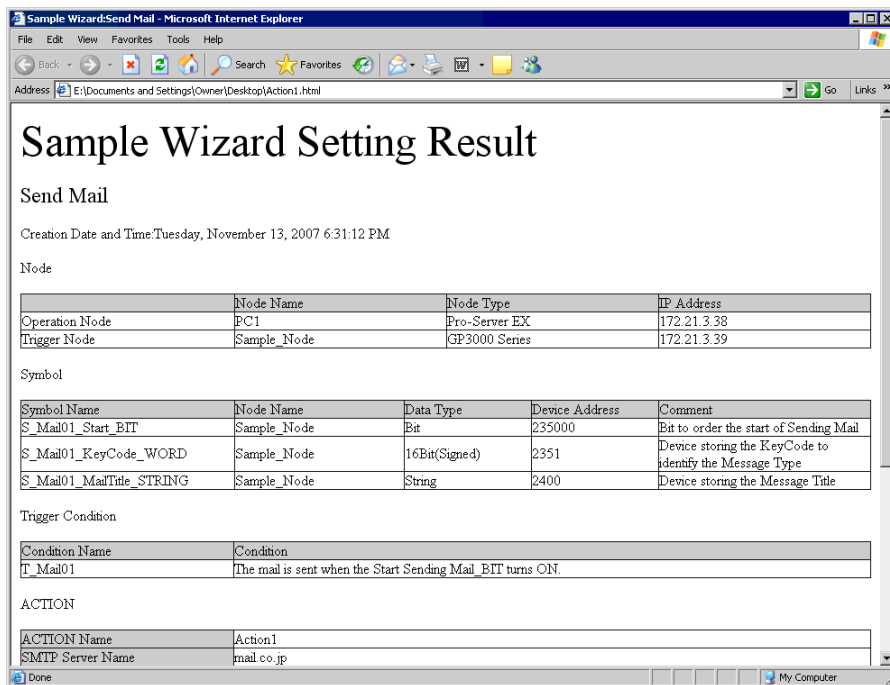 Sample Wizard:Send Mail - Microsoft Internet Explorer
File Edit View Favorites Tools Help
Back Search Favorites
Address E:\Documents and Settings\Owner\Desktop\Action1.html Go Links »
Sample Wizard Setting Result
Send Mail
Creation Date and Time:Tuesday, November 13, 2007 6:31:12 PM
Node
Node Name Node Type IP Address
Operation Node PC1 Pro-Server EX 172.21.3.38
Trigger Node Sample_Node GP3000 Series 172.21.3.39
Symbol
Symbol Name Node Name Data Type Device Address Comment
S_Mail01_Start_BIT Sample_Node Bit 235000 Bit to order the start of Sending Mail
S_Mail01_KeyCode_WORD Sample_Node 16Bit(Signed) 2351 Device storing the KeyCode to
identify the Message Type
S_Mail01_MailTitle_STRING Sample_Node String 2400 Device storing the Message Title
Trigger Condition
Condition Name Condition
T_Mail01 The mail is sent when the Start Sending Mail_BIT turns ON.
ACTION
ACTION Name Action1
SMTP Server Name mail.co.jp
Done My Computer